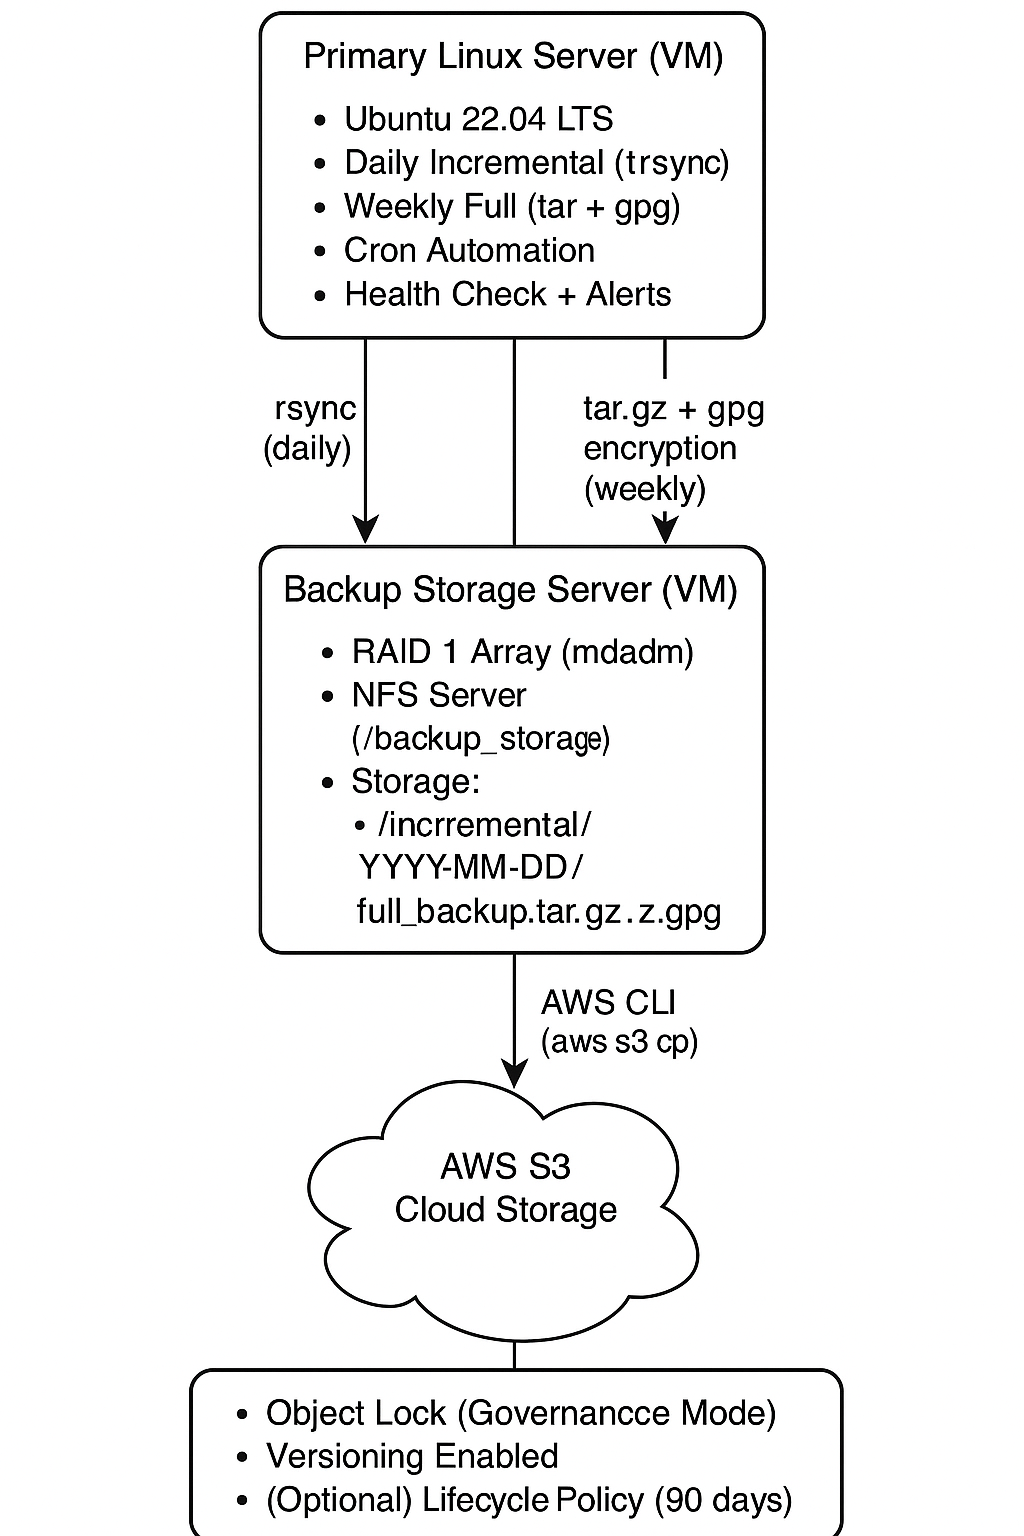 Primary Linux Server (VM)
• Ubuntu 22.04 LTS
• Daily Incremental (trsync)
• Weekly Full (tar + gpg)
• Cron Automation
• Health Check + Alerts
rsync
(daily)
tar.gz + gpg
encryption
(weekly)
Backup Storage Server (VM)
• RAID 1 Array (mdadm)
• NFS Server
(/backup_storage)
• Storage:
• /incrremental/
YYYY-MM-DD/
full_backup.tar.gz.z.gpg
AWS CLI
(aws s3 cp)
AWS S3
Cloud Storage
• Object Lock (Governancce Mode)
• Versioning Enabled
• (Optional) Lifecycle Policy (90 days)